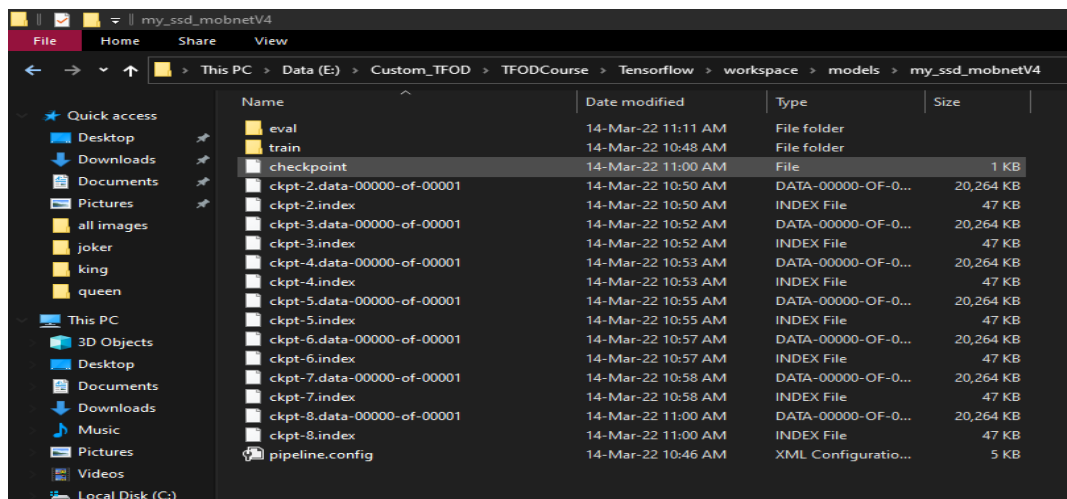 my_ssd_mobnetV4
File Home Share View
This PC > Data (E:) > Custom_TFOD > TFODCourse > Tensorflow > workspace > models > my_ssd_mobnetV4
Name Date modified Type Size
Quick access
Desktop
Downloads
Documents
Pictures
all images
joker
king
queen
This PC
3D Objects
Desktop
Documents
Downloads
Music
Pictures
Videos
Local Disk (C:)
eval 14-Mar-22 11:11 AM File folder
train 14-Mar-22 10:48 AM File folder
checkpoint 14-Mar-22 11:00 AM File 1 KB
ckpt-2.data-00000-of-00001 14-Mar-22 10:50 AM DATA-00000-OF-0... 20,264 KB
ckpt-2.index 14-Mar-22 10:50 AM INDEX File 47 KB
ckpt-3.data-00000-of-00001 14-Mar-22 10:52 AM DATA-00000-OF-0... 20,264 KB
ckpt-3.index 14-Mar-22 10:52 AM INDEX File 47 KB
ckpt-4.data-00000-of-00001 14-Mar-22 10:53 AM DATA-00000-OF-0... 20,264 KB
ckpt-4.index 14-Mar-22 10:53 AM INDEX File 47 KB
ckpt-5.data-00000-of-00001 14-Mar-22 10:55 AM DATA-00000-OF-0... 20,264 KB
ckpt-5.index 14-Mar-22 10:55 AM INDEX File 47 KB
ckpt-6.data-00000-of-00001 14-Mar-22 10:57 AM DATA-00000-OF-0... 20,264 KB
ckpt-6.index 14-Mar-22 10:57 AM INDEX File 47 KB
ckpt-7.data-00000-of-00001 14-Mar-22 10:58 AM DATA-00000-OF-0... 20,264 KB
ckpt-7.index 14-Mar-22 10:58 AM INDEX File 47 KB
ckpt-8.data-00000-of-00001 14-Mar-22 11:00 AM DATA-00000-OF-0... 20,264 KB
ckpt-8.index 14-Mar-22 11:00 AM INDEX File 47 KB
pipeline.config 14-Mar-22 10:46 AM XML Configuratio... 5 KB